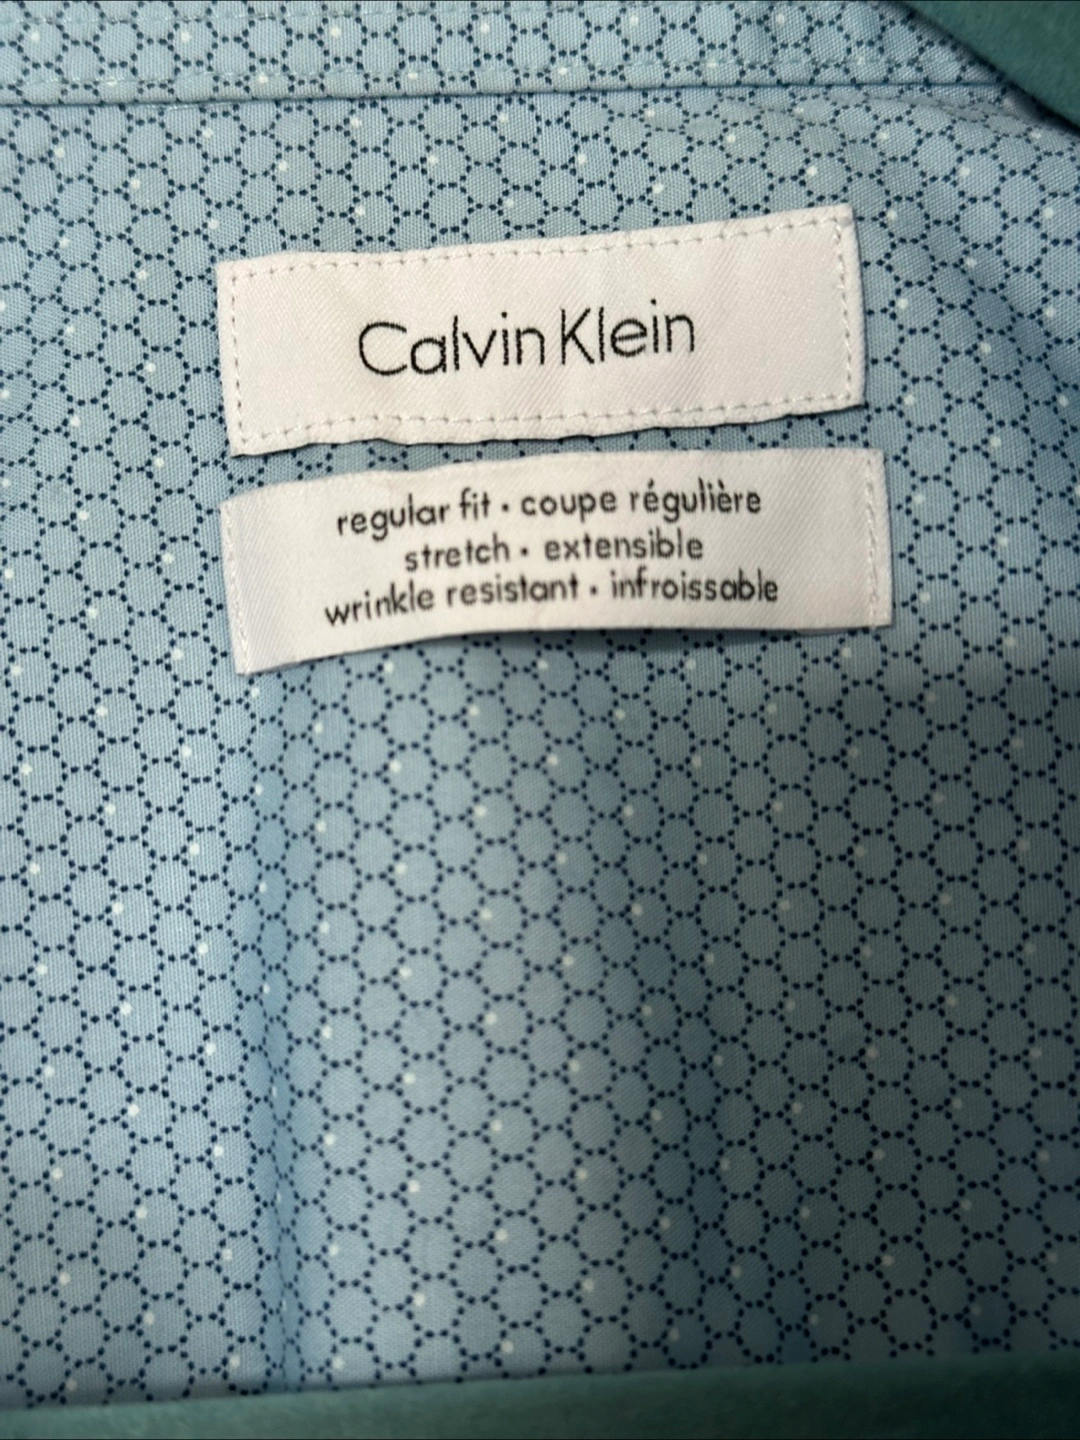 Calvin Klein
regular fit • coupe régulière
stretch • extensible
wrinkle resistant • infroissable